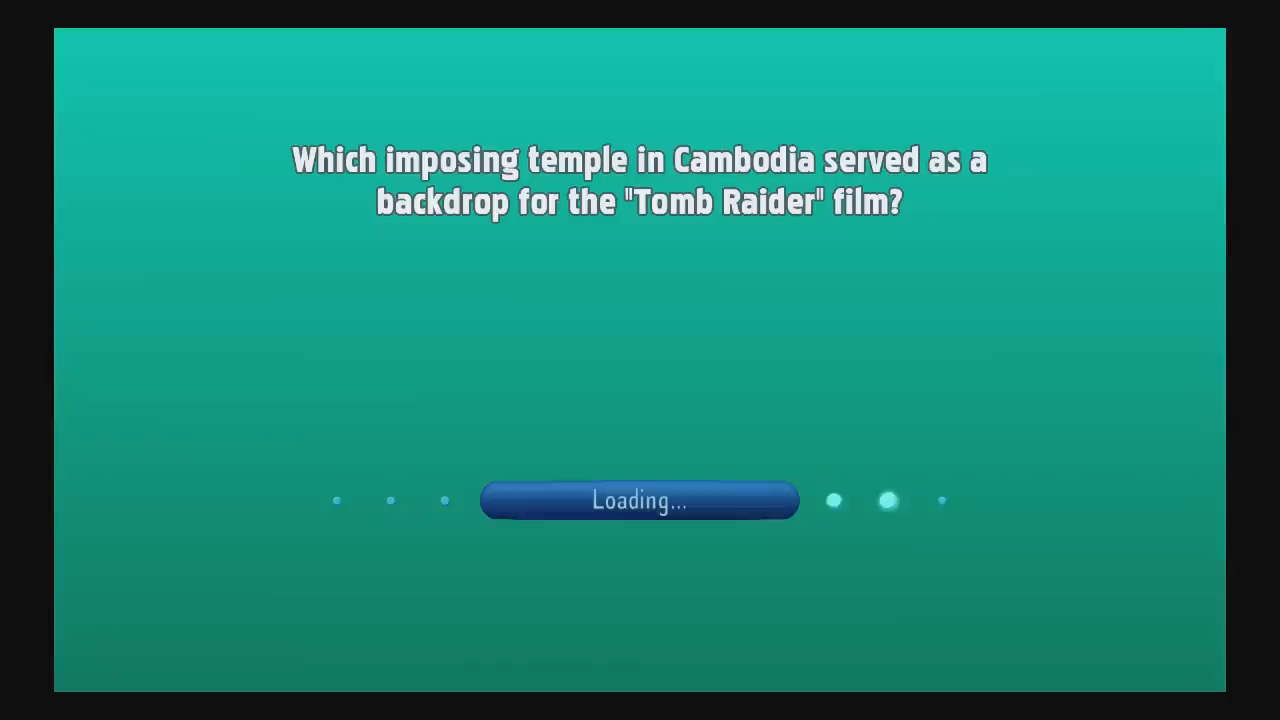 Which imposing temple in Cambodia served as a
backdrop for the "Tomb Raider" film?
Loading...